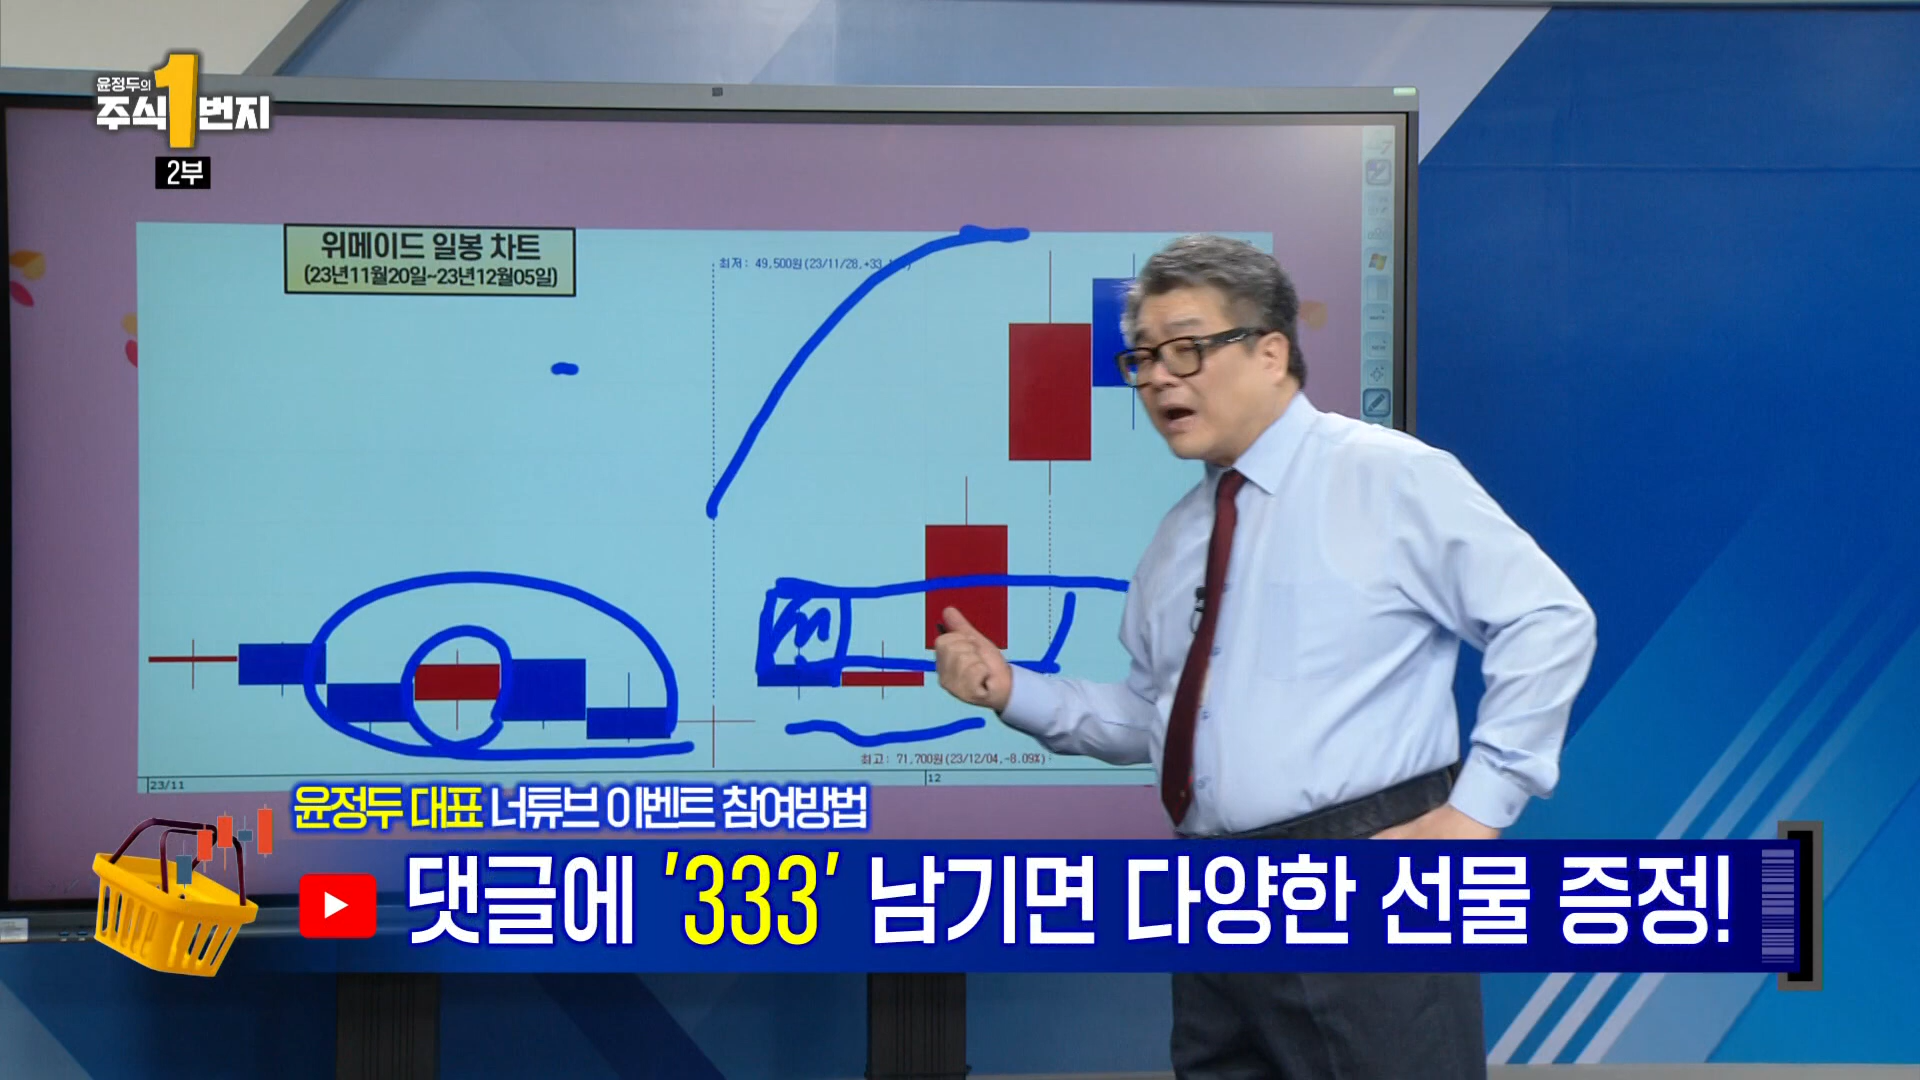 윤정두의
주식1번지
2부
위메이드 일봉 차트
(23년11월20일~23년12월05일)
최저: 49,500원(23/11/28,+33
최고: 71,700원(23/12/04,-8.09%)
23/11
12
윤정두 대표 너튜브 이벤트 참여방법
댓글에 '333' 남기면 다양한 선물 증정!